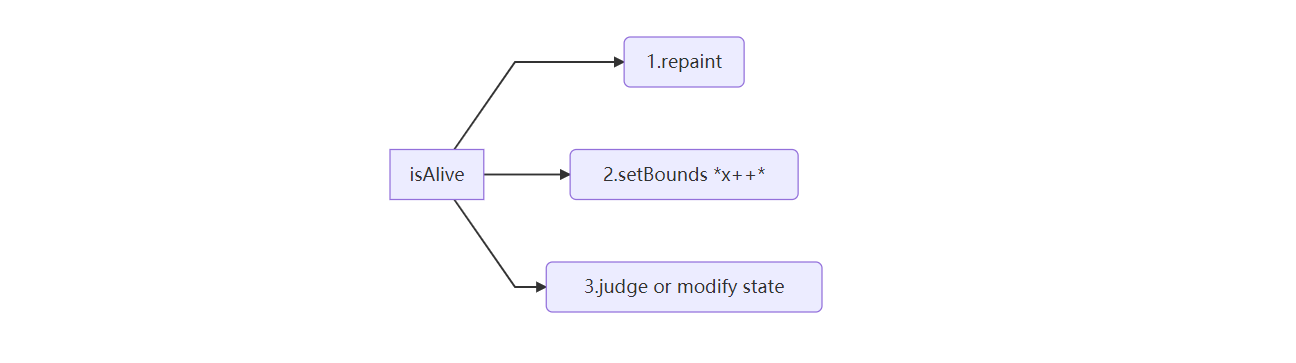 1.repaint
isAlive
2.setBounds *x++*
3.judge or modify state